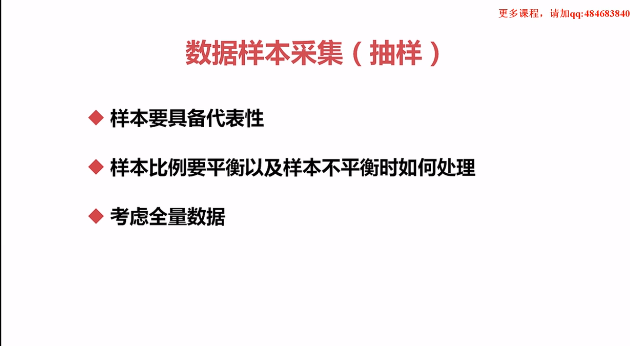 更多课程，请加qq:484683840
数据样本采集（抽样）
样本要具备代表性
样本比例要平衡以及样本不平衡时如何处理
考虑全量数据